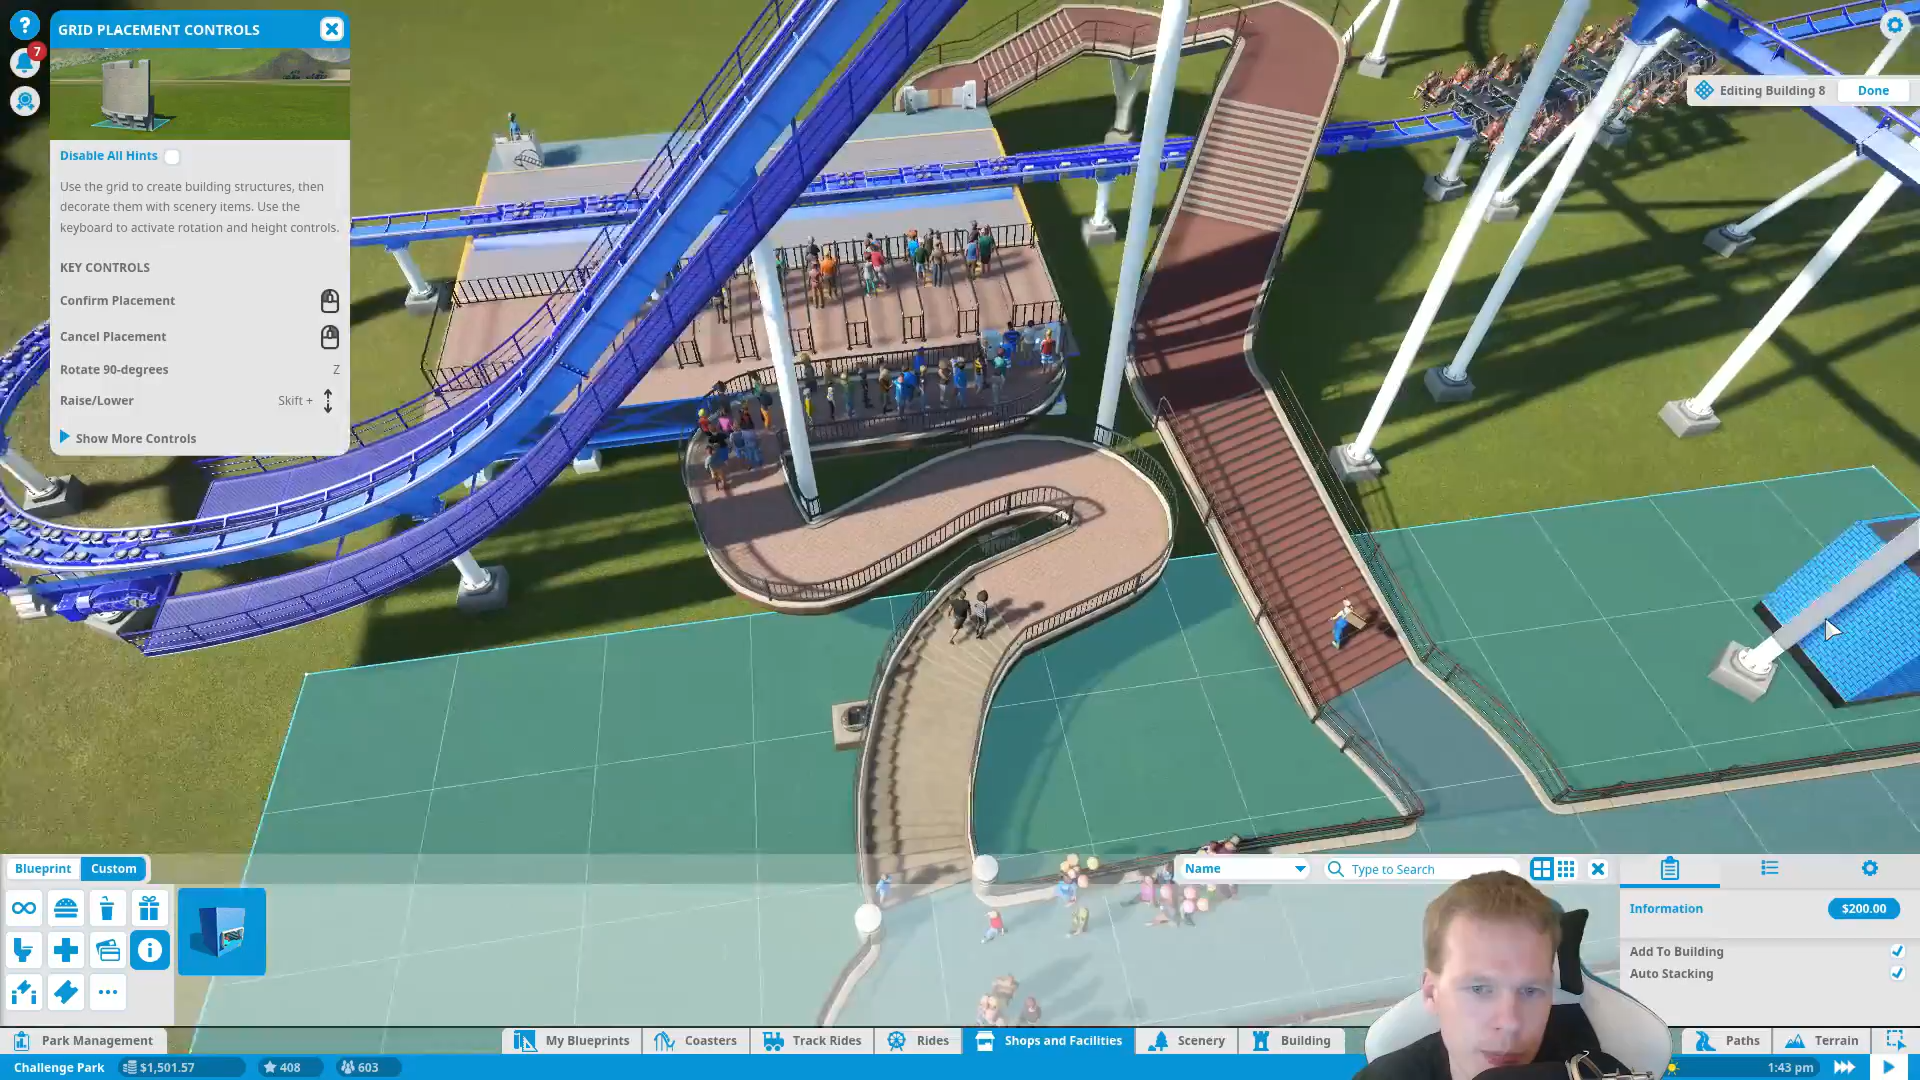 GRID PLACEMENT CONTROLS
7
Disable All Hints
Use the grid to create building structures, then
decorate them with scenery items. Use the
keyboard to activate rotation and height controls.
KEY CONTROLS
Confirm Placement
Cancel Placement
Rotate 90-degrees Z
Raise/Lower Skift +
Show More Controls
Editing Building 8 Done
Blueprint Custom
Name Type to Search
Information $200.00
Add To Building
Auto Stacking
Park Management My Blueprints Coasters Track Rides Rides Shops and Facilities Scenery Building Paths Terrain
Challenge Park $1,501.57 408 603 1:43 pm